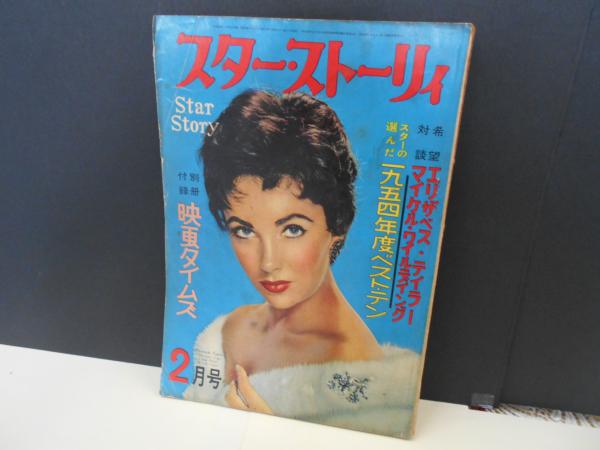 スター・ストーリィ
Star
Story
希望
対談
エリザベス・テイラー
マイケル・ワイルディング
スターの
選んだ
一九五四年度ベスト・テン
別冊
付録
映画タイムズ
2月号